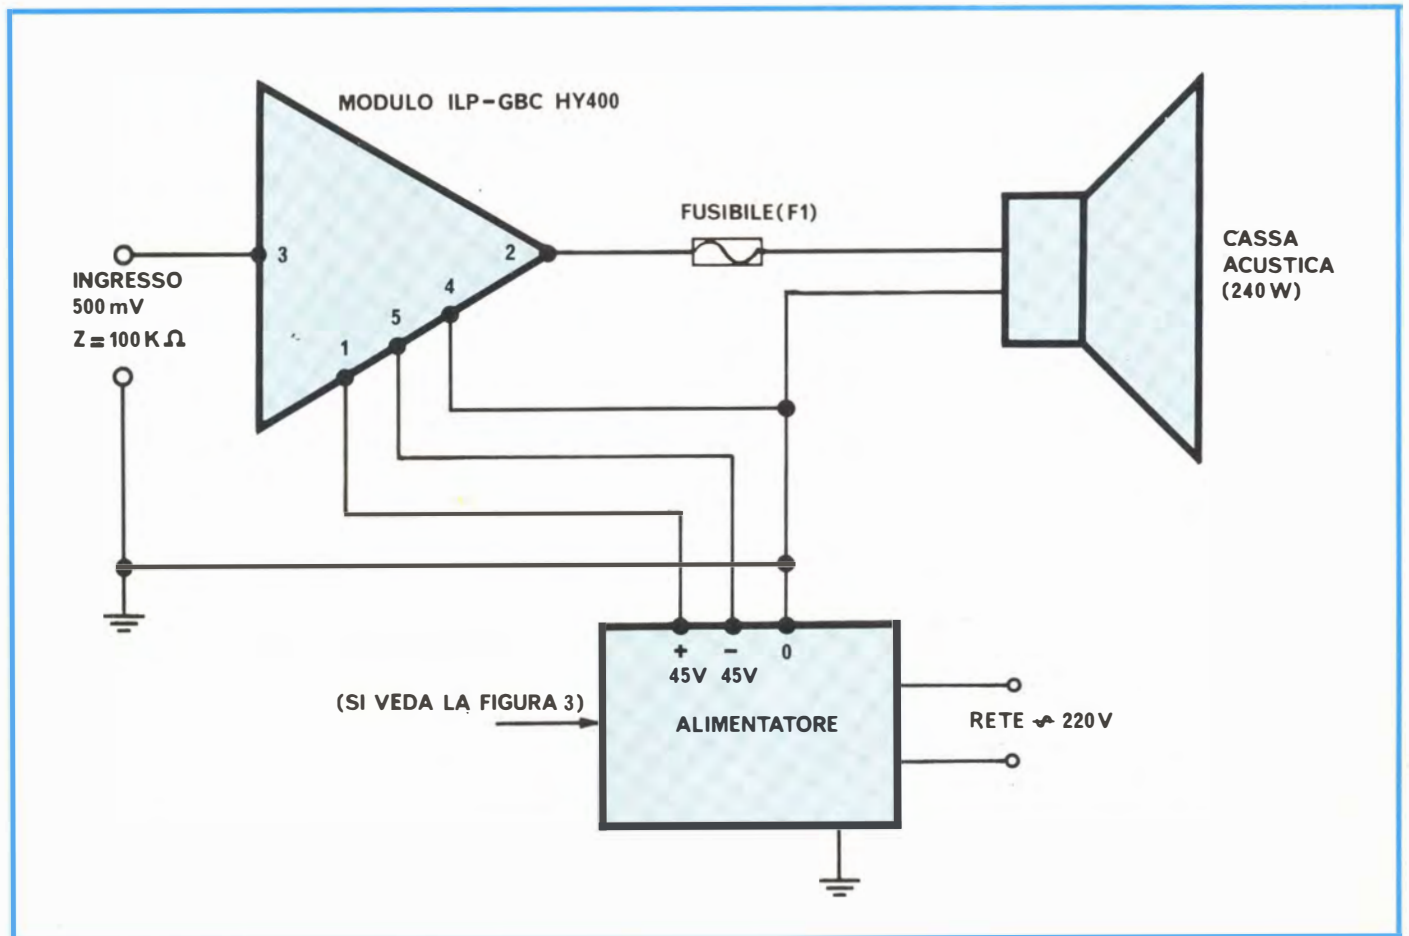 MODULO ILP-GBC HY400
FUSIBILE(F1)
3
2
4
5
1
INGRESSO
500 mV
Z = 100 K Ω
CASSA
ACUSTICA
(240 W)
+ - 0
45V 45V
(SI VEDA LA FIGURA 3)
ALIMENTATORE
RETE ∿ 220 V